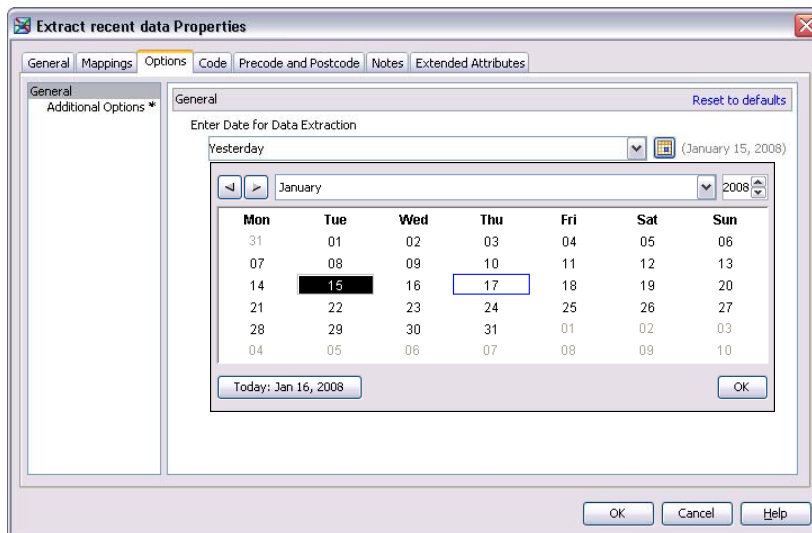 Extract recent data Properties
General Mappings Options Code Precode and Postcode Notes Extended Attributes
General
Additional Options *
General Reset to defaults
Enter Date for Data Extraction
Yesterday (January 15, 2008)
January 2008
Mon Tue Wed Thu Fri Sat Sun
31 01 02 03 04 05 06
07 08 09 10 11 12 13
14 15 16 17 18 19 20
21 22 23 24 25 26 27
28 29 30 31 01 02 03
04 05 06 07 08 09 10
Today: Jan 16, 2008 OK
OK Cancel Help